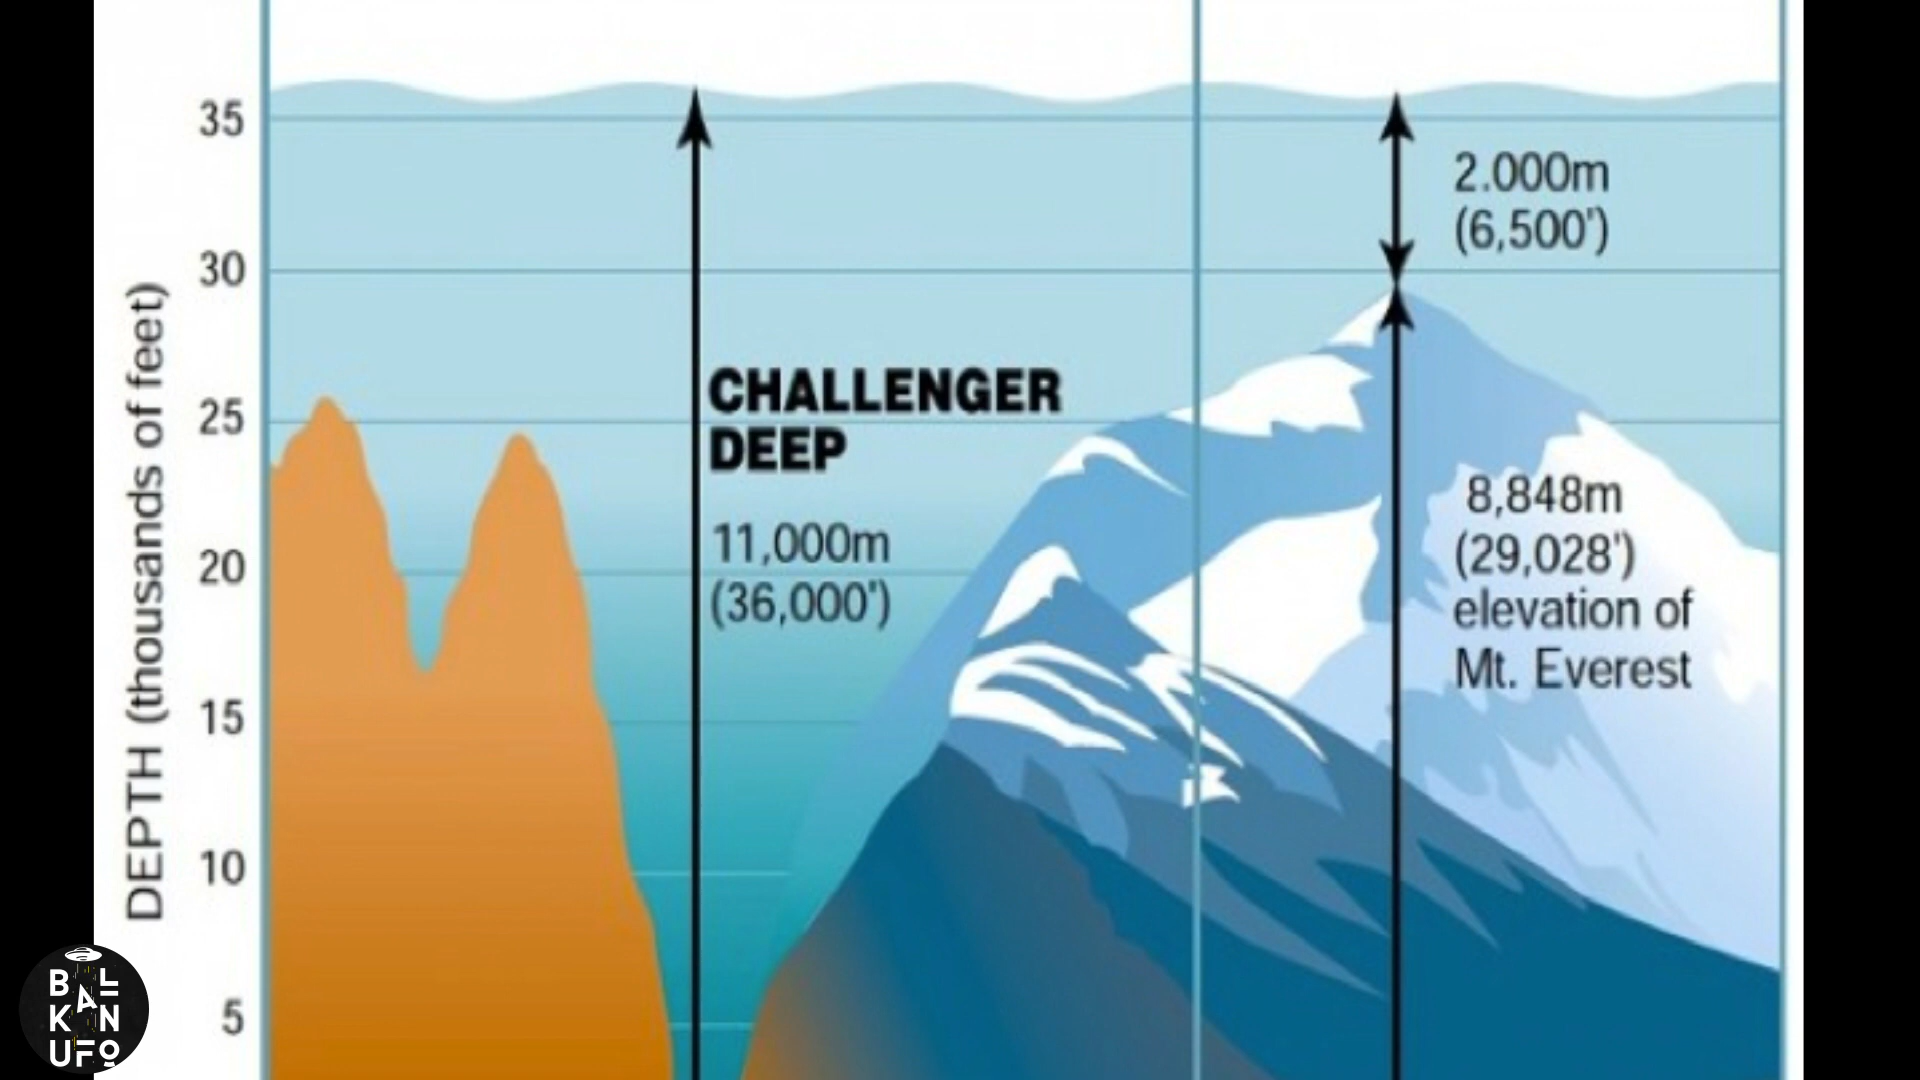 35
30
25
20
15
10
5
DEPTH (thousands of feet)
CHALLENGER
DEEP
11,000m
(36,000')
2.000m
(6,500')
8,848m
(29,028')
elevation of
Mt. Everest
BAL
KAN
UFO